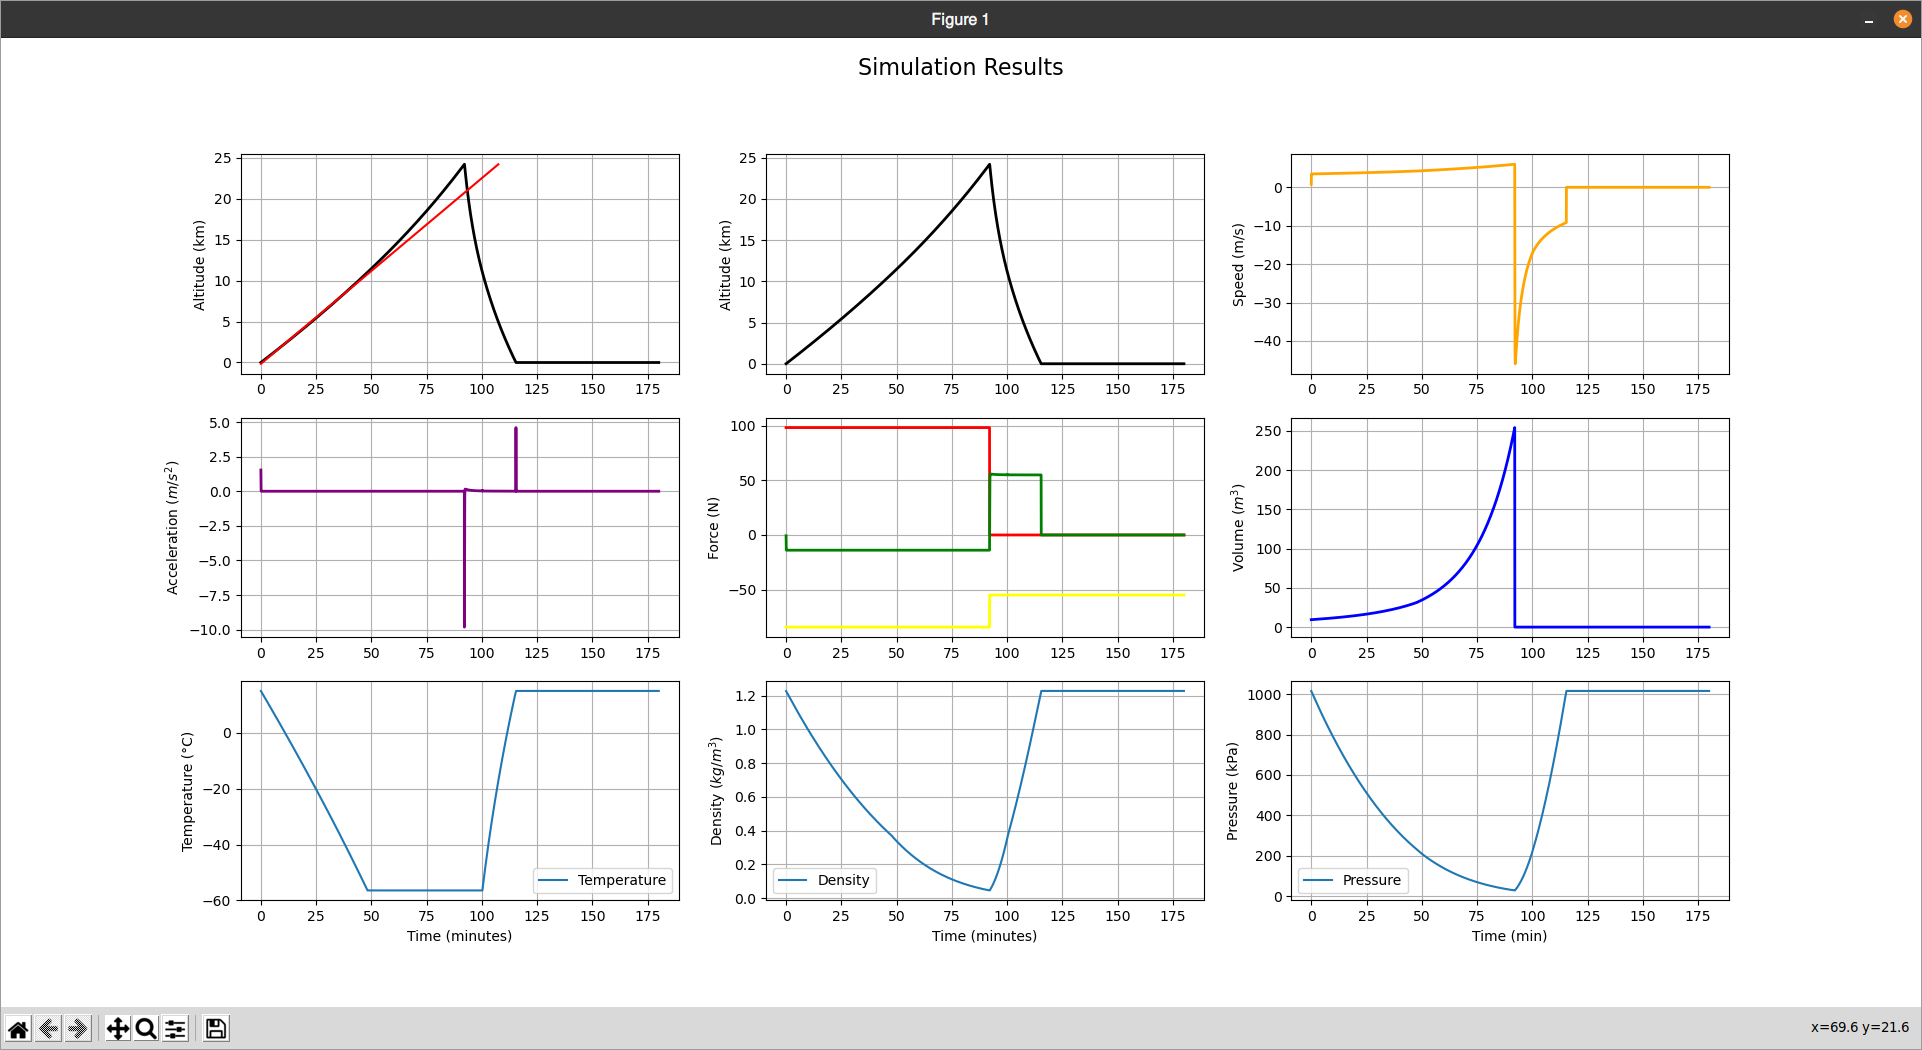 Figure 1
Simulation Results
25
20
15
10
5
0
Altitude (km)
0 25 50 75 100 125 150 175
25
20
15
10
5
0
Altitude (km)
0 25 50 75 100 125 150 175
0
−10
−20
−30
−40
Speed (m/s)
0 25 50 75 100 125 150 175
5.0
2.5
0.0
−2.5
−5.0
−7.5
−10.0
Acceleration (m/s²)
0 25 50 75 100 125 150 175
100
50
0
−50
Force (N)
0 25 50 75 100 125 150 175
250
200
150
100
50
0
Volume (m³)
0 25 50 75 100 125 150 175
0
−20
−40
−60
Temperature (°C)
Temperature
0 25 50 75 100 125 150 175
Time (minutes)
1.2
1.0
0.8
0.6
0.4
0.2
0.0
Density (kg/m³)
Density
0 25 50 75 100 125 150 175
Time (minutes)
1000
800
600
400
200
0
Pressure (kPa)
Pressure
0 25 50 75 100 125 150 175
Time (min)
x=69.6 y=21.6